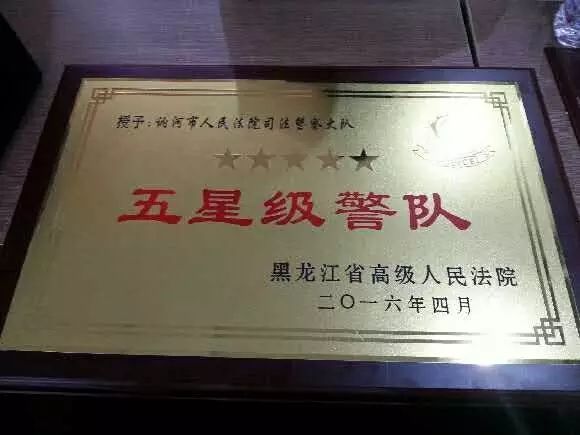 授予：讷河市人民法院司法警察大队
★★★★★
五星级警队
黑龙江省高级人民法院
二〇一六年四月